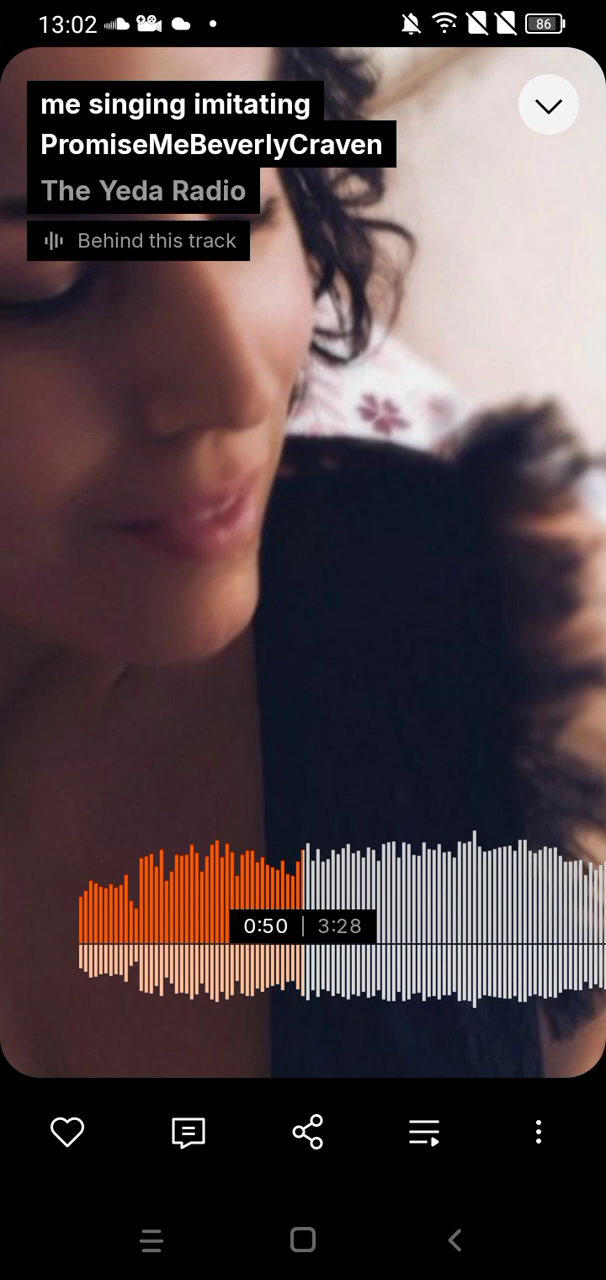 13:02
86
me singing imitating
PromiseMeBeverlyCraven
The Yeda Radio
Behind this track
0:50 | 3:28